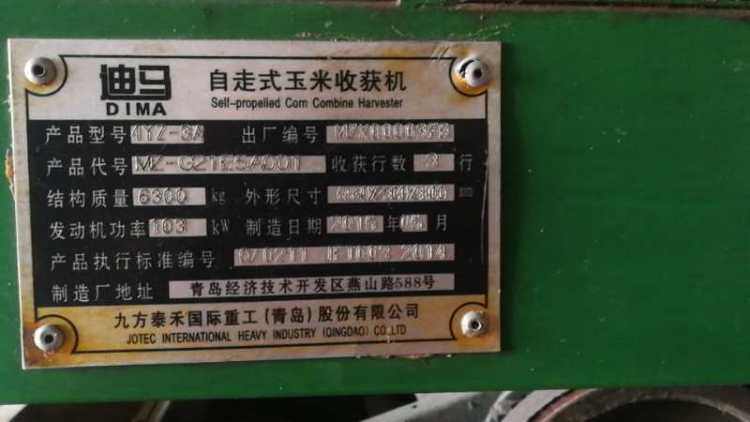 迪马
DIMA
自走式玉米收获机
Self-propelled Corn Combine Harvester
产品型号 4YZ-3A 出厂编号
产品代号 MZ-G21E5A001 收获行数 3 行
结构质量 6300 kg 外形尺寸
发动机功率 103 kW 制造日期 年 月
产品执行标准编号
制造厂地址 青岛经济技术开发区燕山路588号
九方泰禾国际重工(青岛)股份有限公司
JOTEC INTERNATIONAL HEAVY INDUSTRY (QINGDAO) CO.,LTD